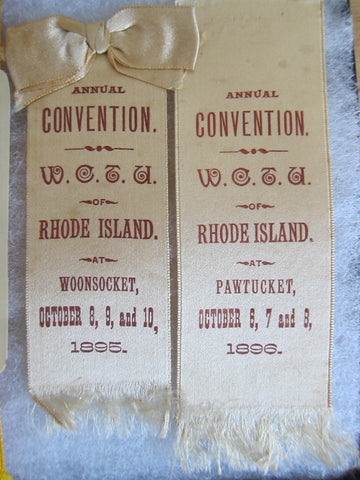 ANNUAL
CONVENTION.
W.C.T.U.
OF
RHODE ISLAND.
AT
WOONSOCKET,
OCTOBER 8, 9, and 10,
1895.
ANNUAL
CONVENTION.
W.C.T.U.
OF
RHODE ISLAND.
AT
PAWTUCKET,
OCTOBER 6, 7 and 8,
1896.